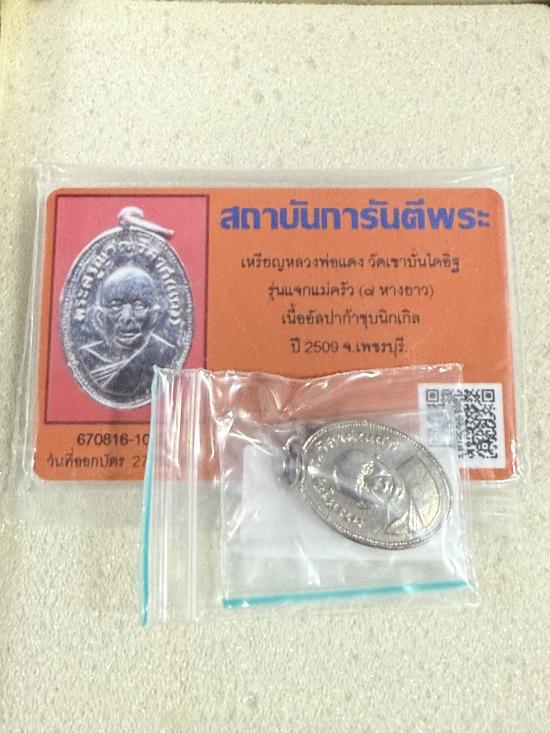 สถาบันการันตีพระ
เหรียญหลวงพ่อแดง วัดเขาบันไดอิฐ
รุ่นแจกแม่ครัว (๘ หางยาว)
เนื้ออัลปาก้าชุบนิกเกิล
ปี 2509 จ.เพชรบุรี..
670816-10
วันที่ออกบัตร 27